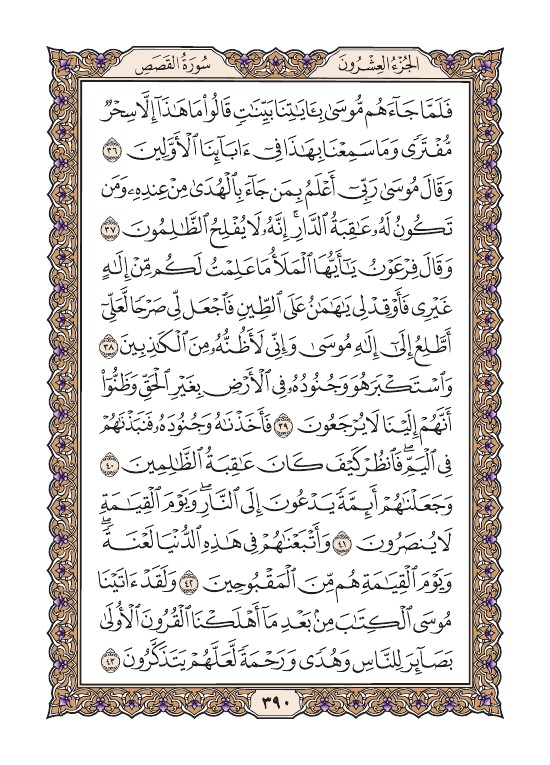 الجُزْءُ العِشْرُونَ
سُورَةُ القَصَصِ
فَلَمَّا جَآءَهُم مُّوسَىٰ بِـَٔايَٰتِنَا بَيِّنَٰتٖ قَالُواْ مَا هَٰذَآ إِلَّا سِحۡرٞ
مُّفۡتَرٗى وَمَا سَمِعۡنَا بِهَٰذَا فِيٓ ءَابَآئِنَا ٱلۡأَوَّلِينَ ٣٦
وَقَالَ مُوسَىٰ رَبِّيٓ أَعۡلَمُ بِمَن جَآءَ بِٱلۡهُدَىٰ مِنۡ عِندِهِۦ وَمَن
تَكُونُ لَهُۥ عَٰقِبَةُ ٱلدَّارِۚ إِنَّهُۥ لَا يُفۡلِحُ ٱلظَّٰلِمُونَ ٣٧
وَقَالَ فِرۡعَوۡنُ يَٰٓأَيُّهَا ٱلۡمَلَأُ مَا عَلِمۡتُ لَكُم مِّنۡ إِلَٰهٍ
غَيۡرِي فَأَوۡقِدۡ لِي يَٰهَٰمَٰنُ عَلَى ٱلطِّينِ فَٱجۡعَل لِّي صَرۡحٗا لَّعَلِّيٓ
أَطَّلِعُ إِلَىٰٓ إِلَٰهِ مُوسَىٰ وَإِنِّي لَأَظُنُّهُۥ مِنَ ٱلۡكَٰذِبِينَ ٣٨
وَٱسۡتَكۡبَرَ هُوَ وَجُنُودُهُۥ فِي ٱلۡأَرۡضِ بِغَيۡرِ ٱلۡحَقِّ وَظَنُّوٓاْ
أَنَّهُمۡ إِلَيۡنَا لَا يُرۡجَعُونَ ٣٩ فَأَخَذۡنَٰهُ وَجُنُودَهُۥ فَنَبَذۡنَٰهُمۡ
فِي ٱلۡيَمِّۖ فَٱنظُرۡ كَيۡفَ كَانَ عَٰقِبَةُ ٱلظَّٰلِمِينَ ٤٠
وَجَعَلۡنَٰهُمۡ أَئِمَّةٗ يَدۡعُونَ إِلَى ٱلنَّارِۖ وَيَوۡمَ ٱلۡقِيَٰمَةِ
لَا يُنصَرُونَ ٤١ وَأَتۡبَعۡنَٰهُمۡ فِي هَٰذِهِ ٱلدُّنۡيَا لَعۡنَةٗۖ
وَيَوۡمَ ٱلۡقِيَٰمَةِ هُم مِّنَ ٱلۡمَقۡبُوحِينَ ٤٢ وَلَقَدۡ ءَاتَيۡنَا
مُوسَى ٱلۡكِتَٰبَ مِنۢ بَعۡدِ مَآ أَهۡلَكۡنَا ٱلۡقُرُونَ ٱلۡأُولَىٰ
بَصَآئِرَ لِلنَّاسِ وَهُدٗى وَرَحۡمَةٗ لَّعَلَّهُمۡ يَتَذَكَّرُونَ ٤٣
٣٩٠